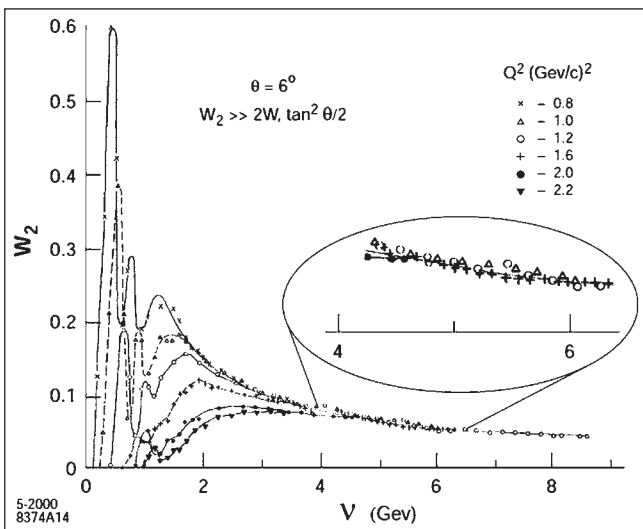 0.6
0.5
0.4
W2
0.3
0.2
0.1
0
θ = 6°
W2 >> 2W, tan2 θ/2
Q2 (Gev/c)2
× – 0.8
△ – 1.0
○ – 1.2
+ – 1.6
● – 2.0
▼ – 2.2
4 6
0 2 4 6 8
ν (Gev)
5-2000
8374A14